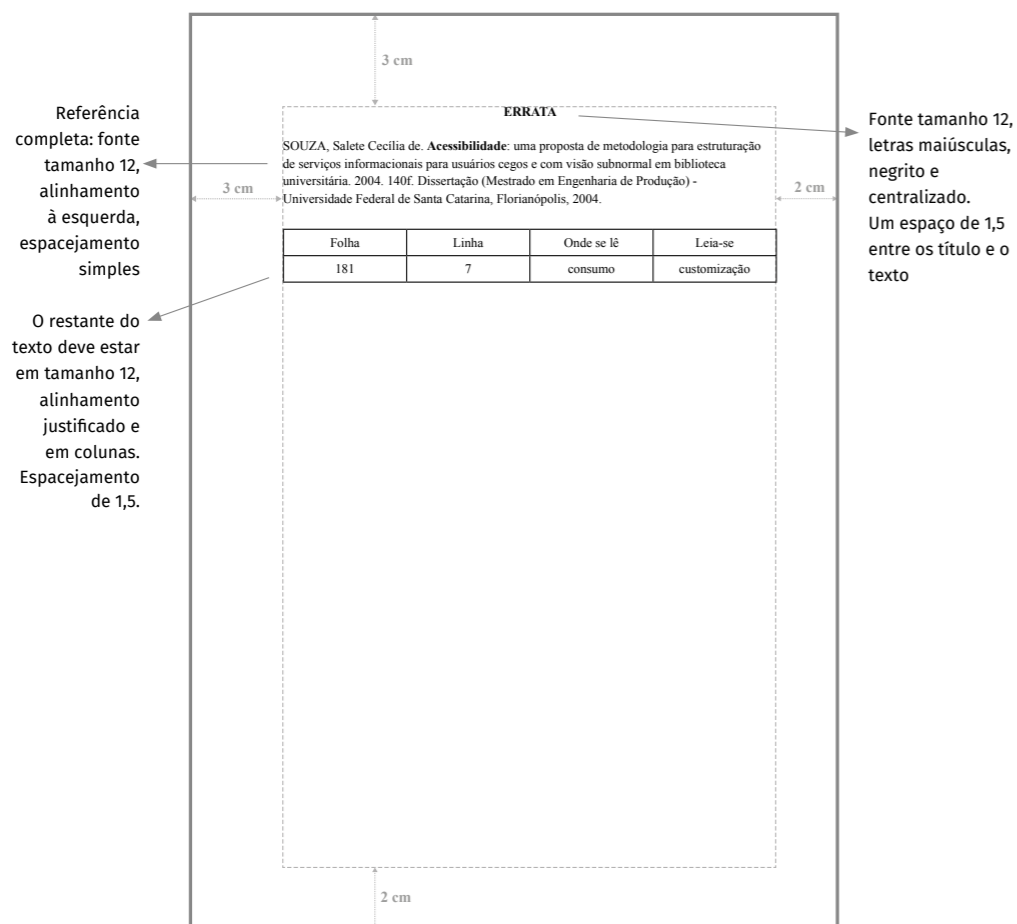 3 cm
Referência
completa: fonte
tamanho 12,
alinhamento
à esquerda,
espacejamento
simples
O restante do
texto deve estar
em tamanho 12,
alinhamento
justificado e
em colunas.
Espacejamento
de 1,5.
3 cm
ERRATA
SOUZA, Salete Cecília de. Acessibilidade: uma proposta de metodologia para estruturação
de serviços informacionais para usuários cegos e com visão subnormal em biblioteca
universitária. 2004. 140f. Dissertação (Mestrado em Engenharia de Produção) -
Universidade Federal de Santa Catarina, Florianópolis, 2004.
Folha Linha Onde se lê Leia-se
181 7 consumo customização
2 cm
Fonte tamanho 12,
letras maiúsculas,
negrito e
centralizado.
Um espaço de 1,5
entre os título e o
texto
2 cm